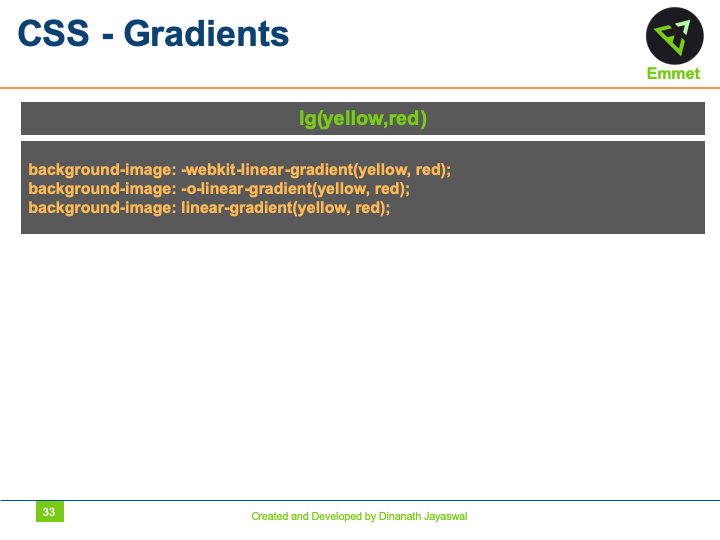 CSS - Gradients
Emmet
lg(yellow,red)
background-image: -webkit-linear-gradient(yellow, red);
background-image: -o-linear-gradient(yellow, red);
background-image: linear-gradient(yellow, red);
33
Created and Developed by Dinanath Jayaswal